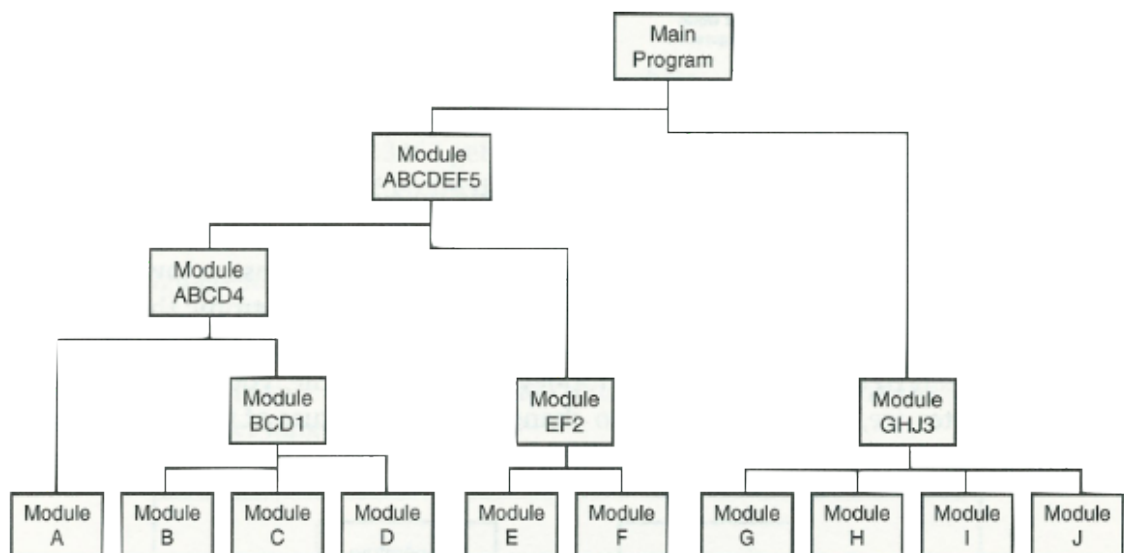 Main
Program
Module
ABCDEF5
Module
ABCD4
Module
BCD1
Module
EF2
Module
GHJ3
Module
A
Module
B
Module
C
Module
D
Module
E
Module
F
Module
G
Module
H
Module
I
Module
J